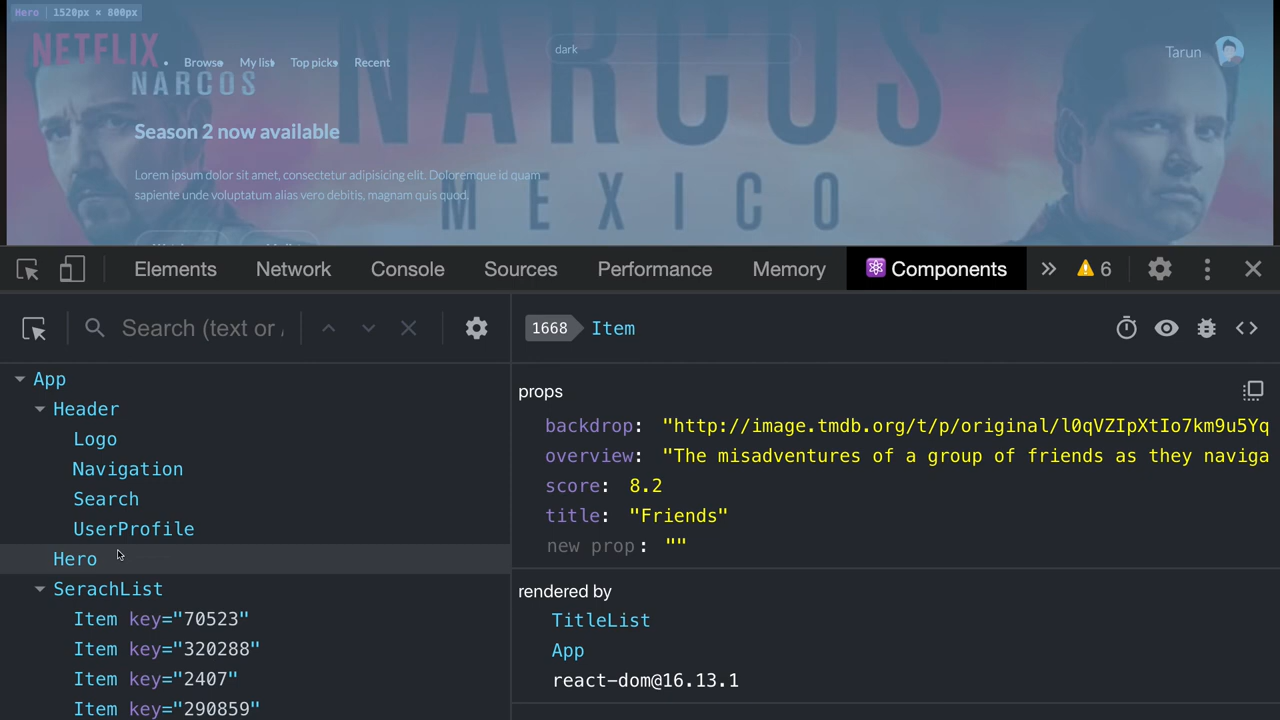 Hero | 1520px × 800px
NETFLIX
Browse My list Top picks Recent
dark
Tarun
NARCOS
NARCOS
MEXICO
Season 2 now available
Lorem ipsum dolor sit amet, consectetur adipisicing elit. Doloremque id quam
sapiente unde voluptatum alias vero debitis, magnam quis quod.
Elements Network Console Sources Performance Memory Components 6
Search (text or /
1668 Item
App
Header
Logo
Navigation
Search
UserProfile
Hero
SerachList
Item key="70523"
Item key="320288"
Item key="2407"
Item key="290859"
props
backdrop: "http://image.tmdb.org/t/p/original/l0qVZIpXtIo7km9u5Yq
overview: "The misadventures of a group of friends as they naviga
score: 8.2
title: "Friends"
new prop: ""
rendered by
TitleList
App
react-dom@16.13.1